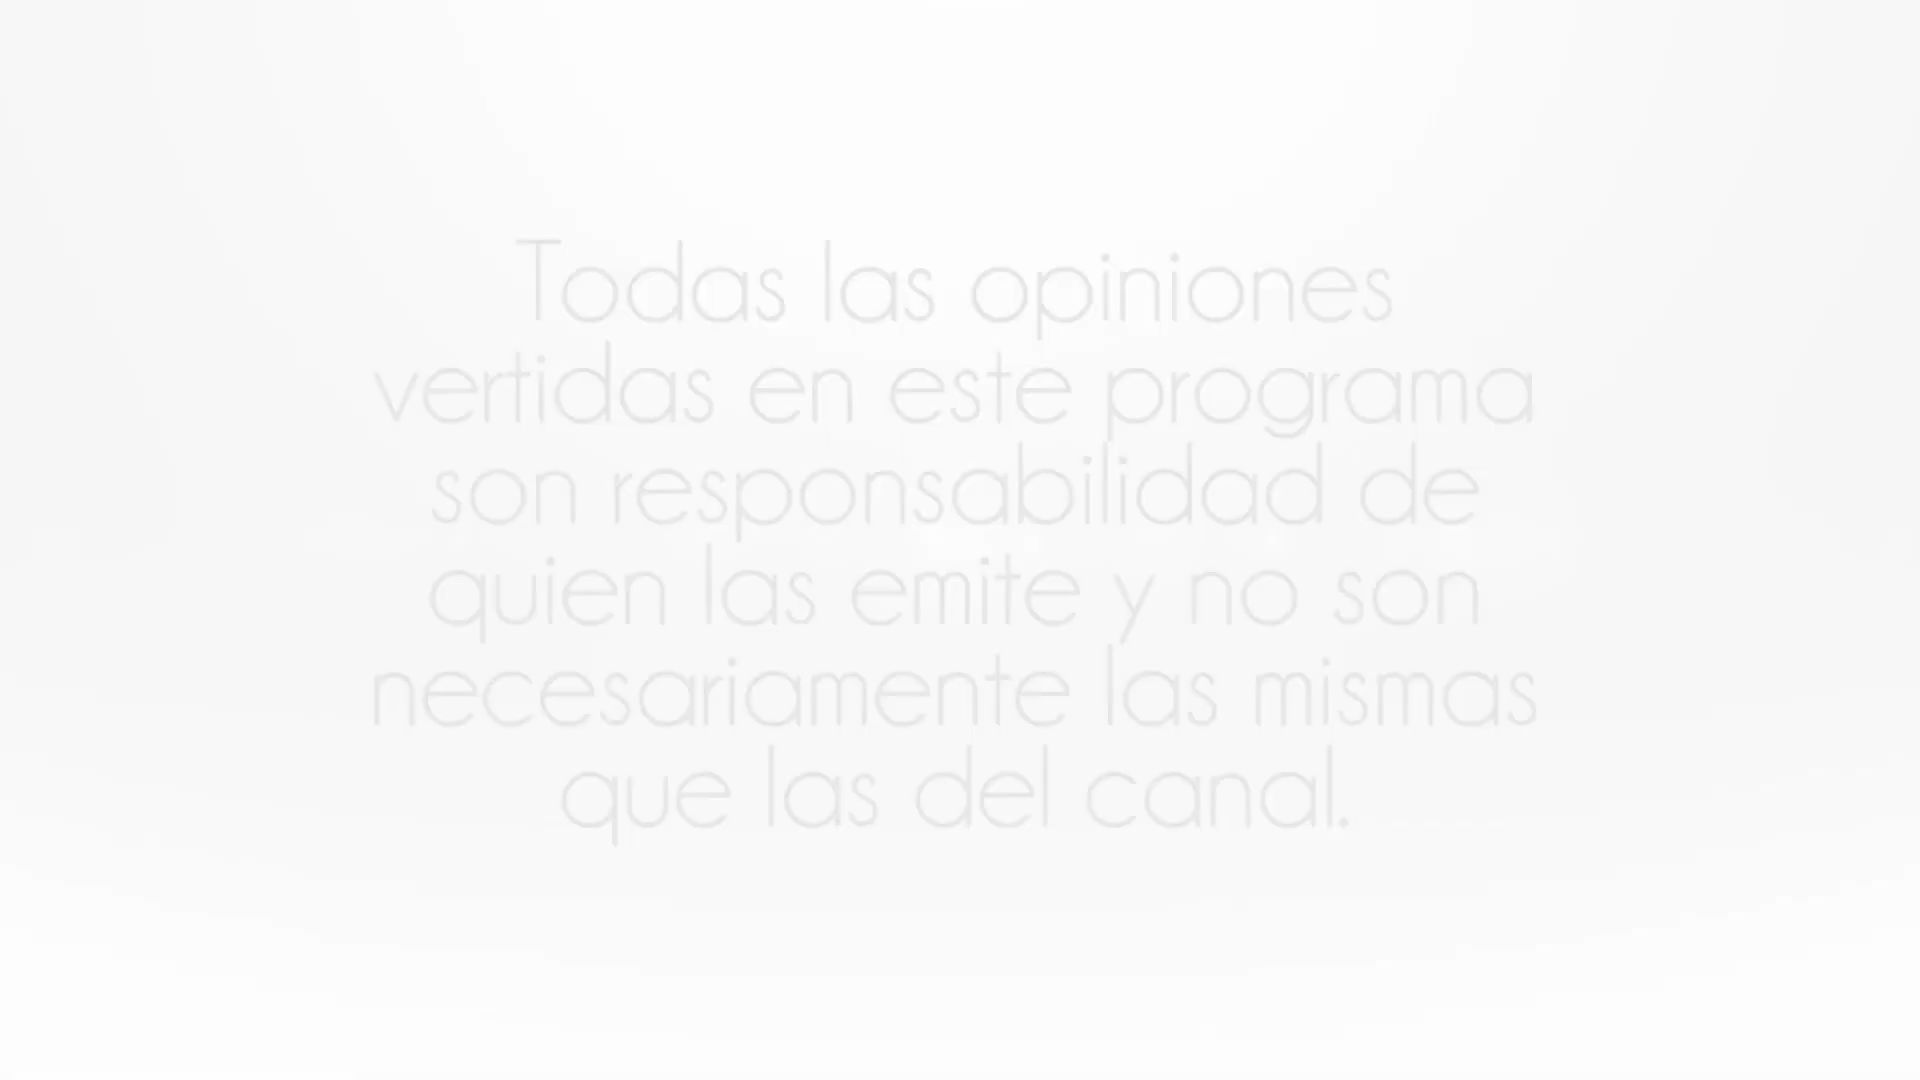 Todas las opiniones
vertidas en este programa
son responsabilidad de
quien las emite y no son
necesariamente las mismas
que las del canal.